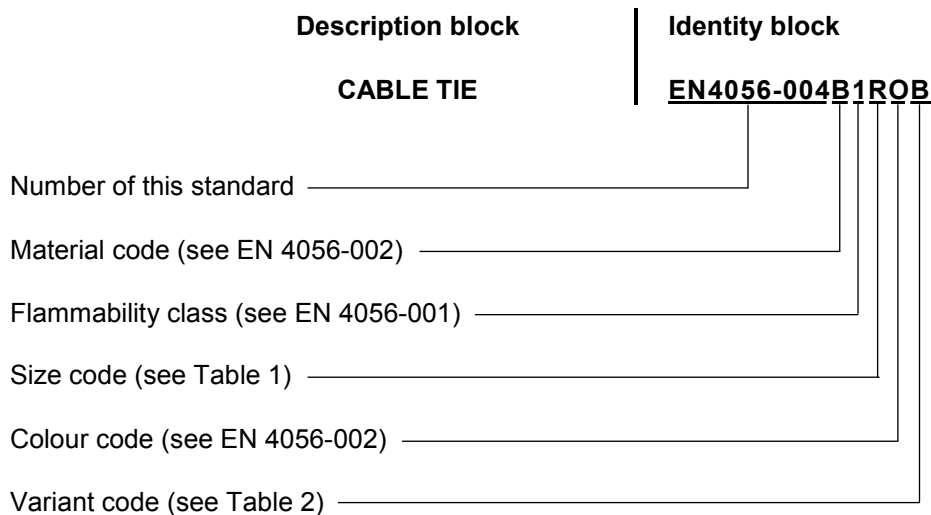 Description block Identity block
CABLE TIE EN4056-004B1ROB
Number of this standard
Material code (see EN 4056-002)
Flammability class (see EN 4056-001)
Size code (see Table 1)
Colour code (see EN 4056-002)
Variant code (see Table 2)